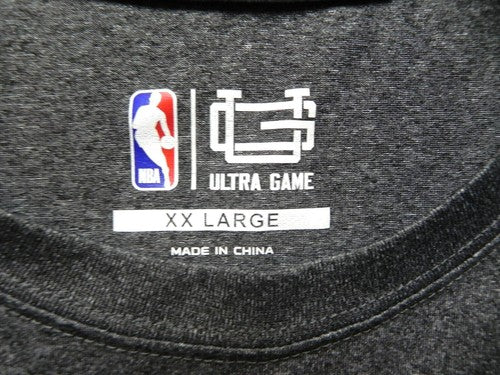 NBA
ULTRA GAME
XX LARGE
MADE IN CHINA